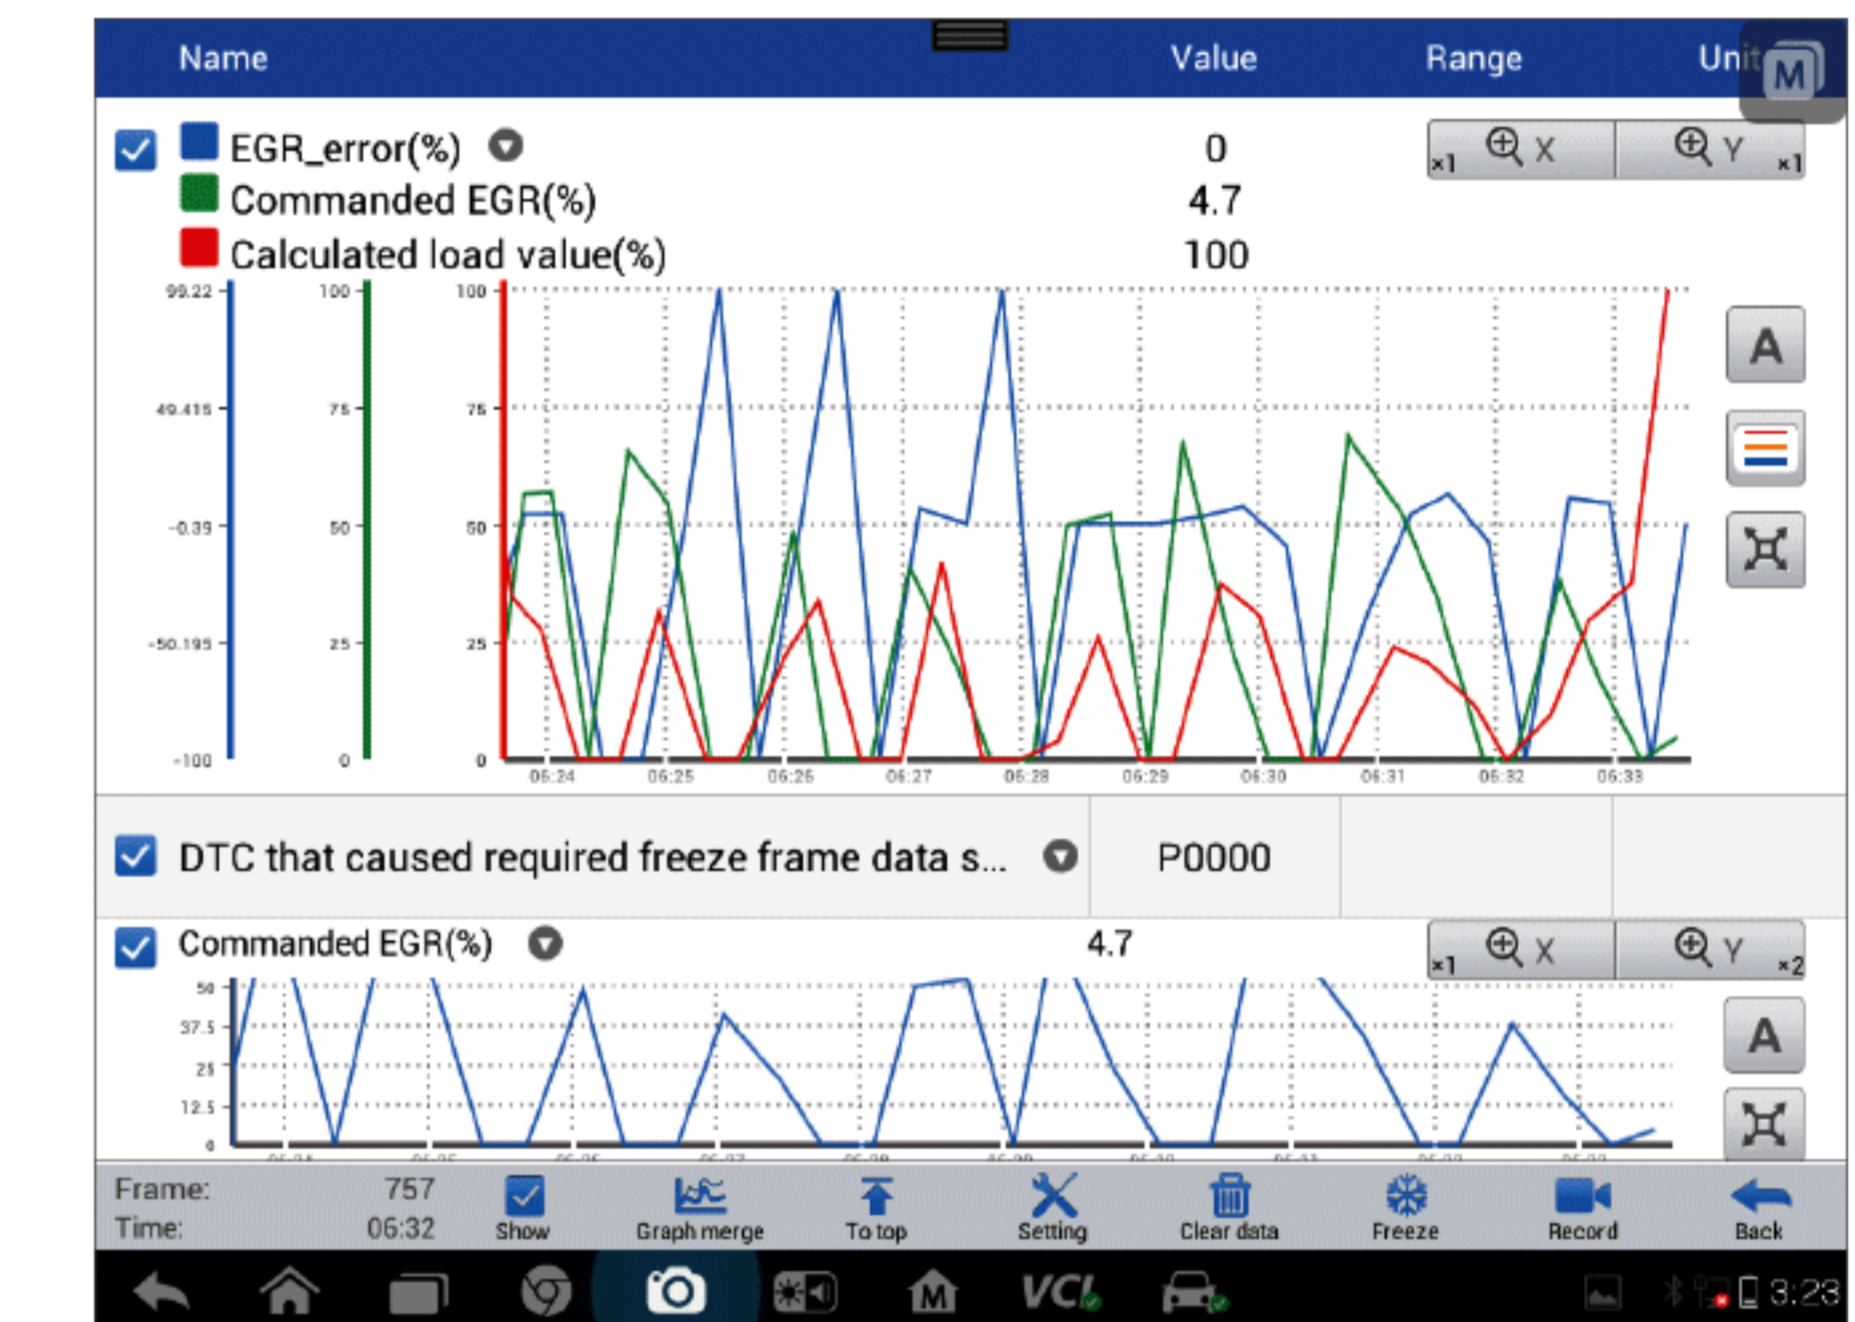 Name Value Range Unit M
EGR_error(%) 0 x1 X Y x1
Commanded EGR(%) 4.7
Calculated load value(%) 100
99.22 100 100
49.415 75 75 A
-0.39 50 50
-50.195 25 25
-100 0 0
06:24 06:25 06:26 06:27 06:28 06:29 06:30 06:31 06:32 06:33
DTC that caused required freeze frame data s... P0000
Commanded EGR(%) 4.7 x1 X Y x2
50
37.5 A
25
12.5
0
Frame: 757
Time: 06:32
Show Graph merge To top Setting Clear data Freeze Record Back
M VCI 3:23